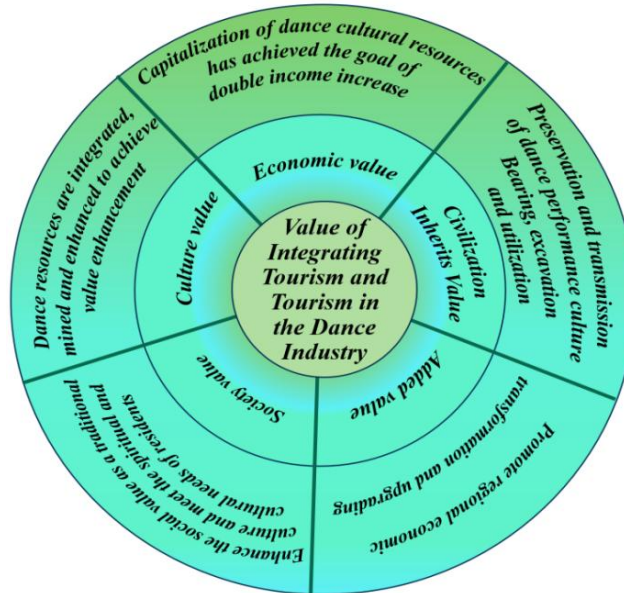 Value of
Integrating
Tourism and
Tourism in
the Dance
Industry
Economic value
Capitalization of dance cultural resources
has achieved the goal of
double income increase
Civilization
Inherits Value
Preservation and transmission
of dance performance culture
Bearing, excavation
and utilization
Added value
Promote regional economic
transformation and upgrading
Society value
Enhance the social value as a traditional
culture and meet the spiritual and
cultural needs of residents
Culture value
Dance resources are integrated,
mined and enhanced to achieve
value enhancement